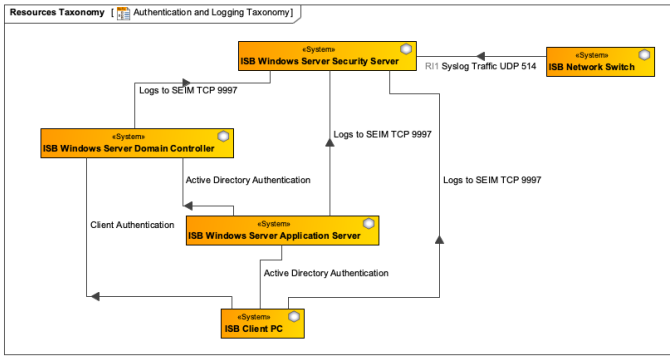 Resources Taxonomy [ Authentication and Logging Taxonomy]
«System»
ISB Windows Server Security Server
«System»
ISB Network Switch
RI1 Syslog Traffic UDP 514
Logs to SEIM TCP 9997
«System»
ISB Windows Server Domain Controller
Logs to SEIM TCP 9997
Active Directory Authentication
Logs to SEIM TCP 9997
Client Authentication
«System»
ISB Windows Server Application Server
Active Directory Authentication
«System»
ISB Client PC